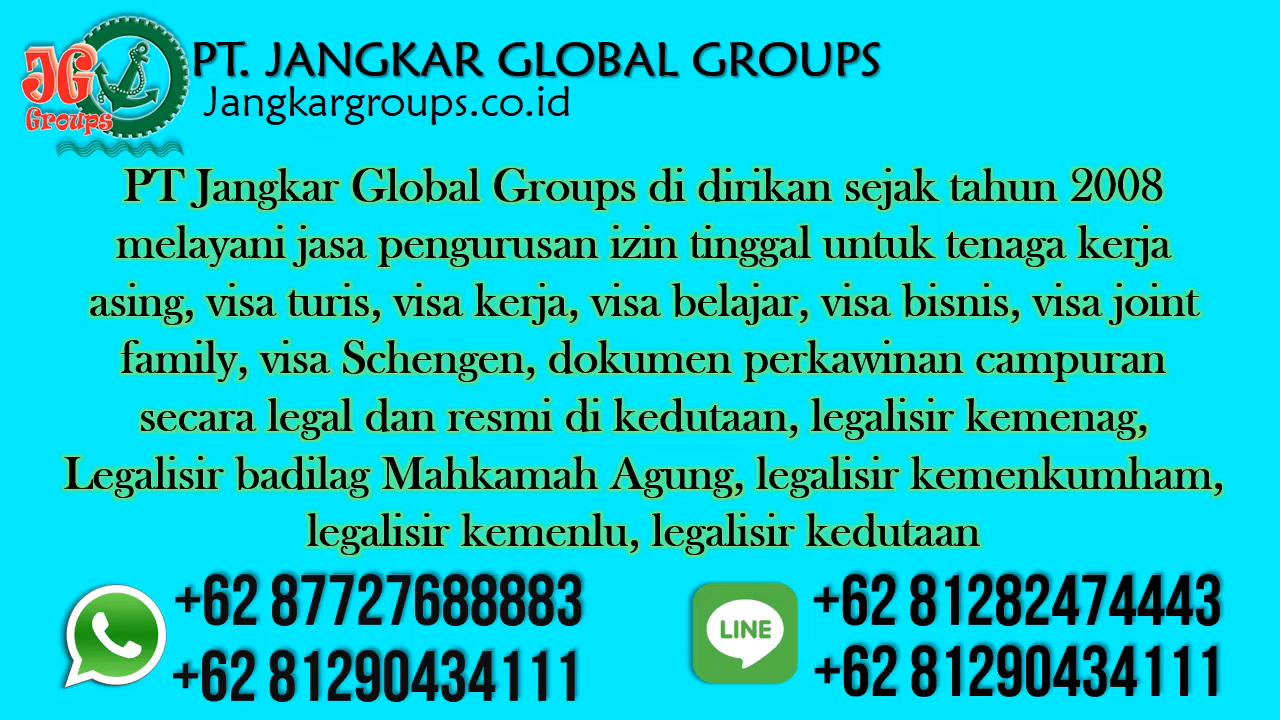 JG
Groups
PT. JANGKAR GLOBAL GROUPS
Jangkargroups.co.id
PT Jangkar Global Groups di dirikan sejak tahun 2008
melayani jasa pengurusan izin tinggal untuk tenaga kerja
asing, visa turis, visa kerja, visa belajar, visa bisnis, visa joint
family, visa Schengen, dokumen perkawinan campuran
secara legal dan resmi di kedutaan, legalisir kemenag,
Legalisir badilag Mahkamah Agung, legalisir kemenkumham,
legalisir kemenlu, legalisir kedutaan
+62 87727688883
+62 81290434111
LINE
+62 81282474443
+62 81290434111